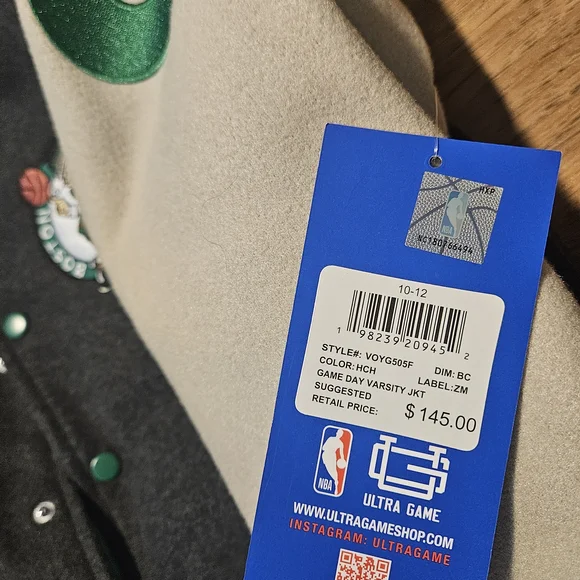 BOSTON
HXP
NBA
10-12
1 98239 20945 2
STYLE#: VOYG505F DIM: BC
COLOR: HCH LABEL: ZM
GAME DAY VARSITY JKT
SUGGESTED
RETAIL PRICE: $145.00
NBA
ULTRA GAME
WWW.ULTRAGAMESHOP.COM
INSTAGRAM: ULTRAGAME